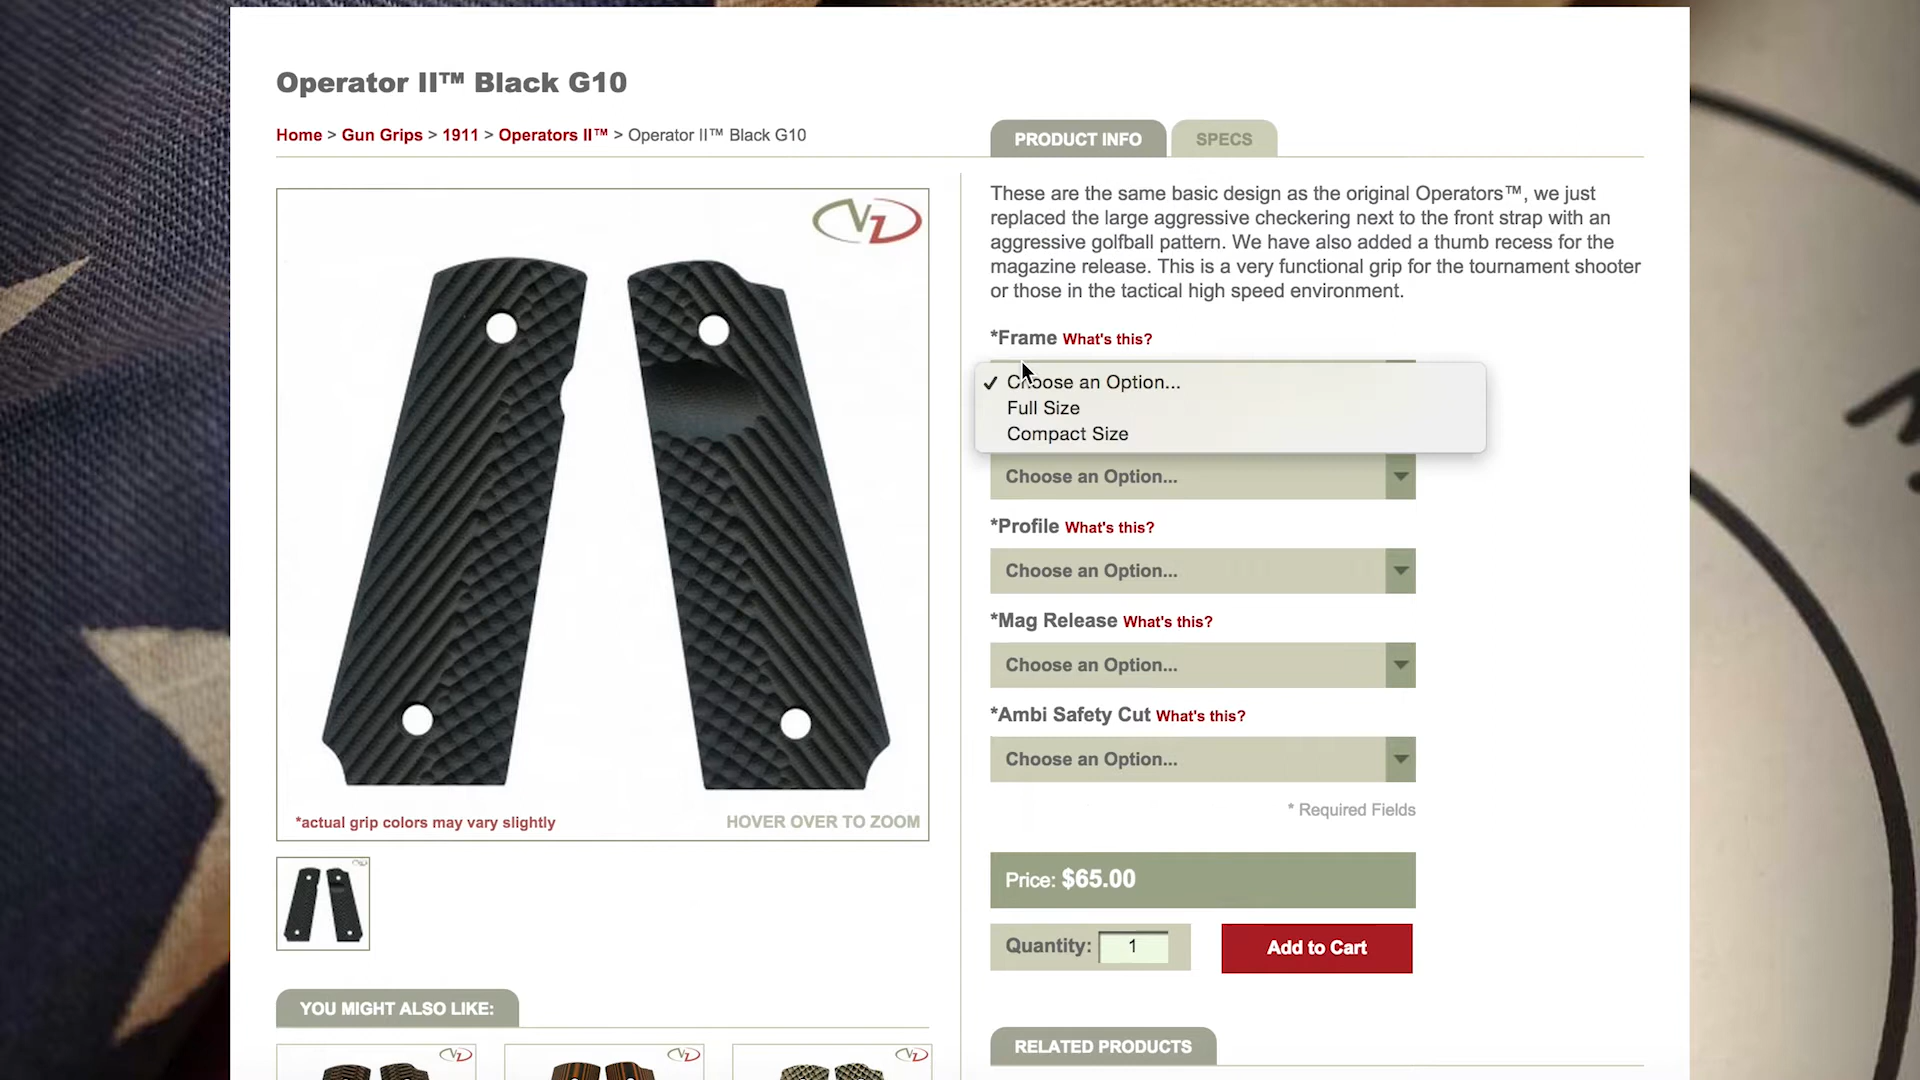 Operator II™ Black G10
Home > Gun Grips > 1911 > Operators II™ > Operator II™ Black G10
PRODUCT INFO
SPECS
These are the same basic design as the original Operators™, we just
replaced the large aggressive checkering next to the front strap with an
aggressive golfball pattern. We have also added a thumb recess for the
magazine release. This is a very functional grip for the tournament shooter
or those in the tactical high speed environment.
*Frame What's this?
✓ Choose an Option...
Full Size
Compact Size
Choose an Option...
*Profile What's this?
Choose an Option...
*Mag Release What's this?
Choose an Option...
*Ambi Safety Cut What's this?
Choose an Option...
* Required Fields
Price: $65.00
Quantity: 1
Add to Cart
VZ
*actual grip colors may vary slightly
HOVER OVER TO ZOOM
YOU MIGHT ALSO LIKE:
VZ
VZ
VZ
RELATED PRODUCTS